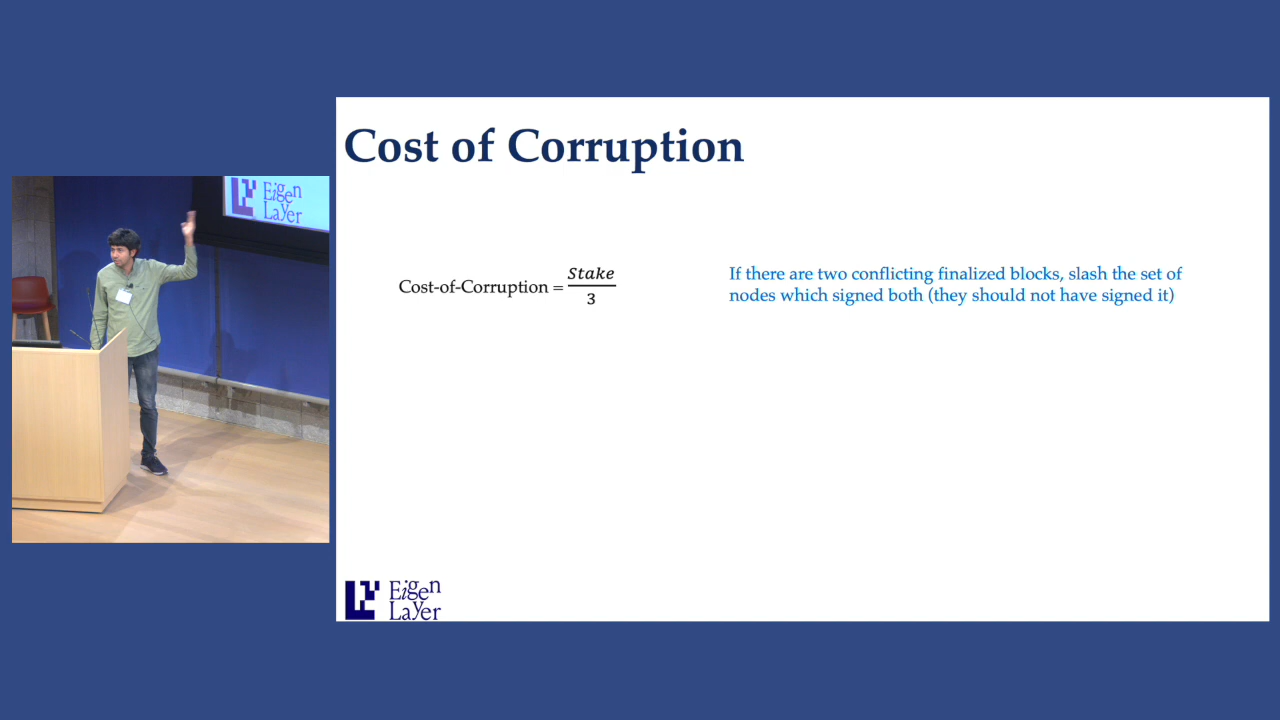 Eigen
Layer
Cost of Corruption
Cost-of-Corruption = Stake
3
If there are two conflicting finalized blocks, slash the set of
nodes which signed both (they should not have signed it)
Eigen
Layer